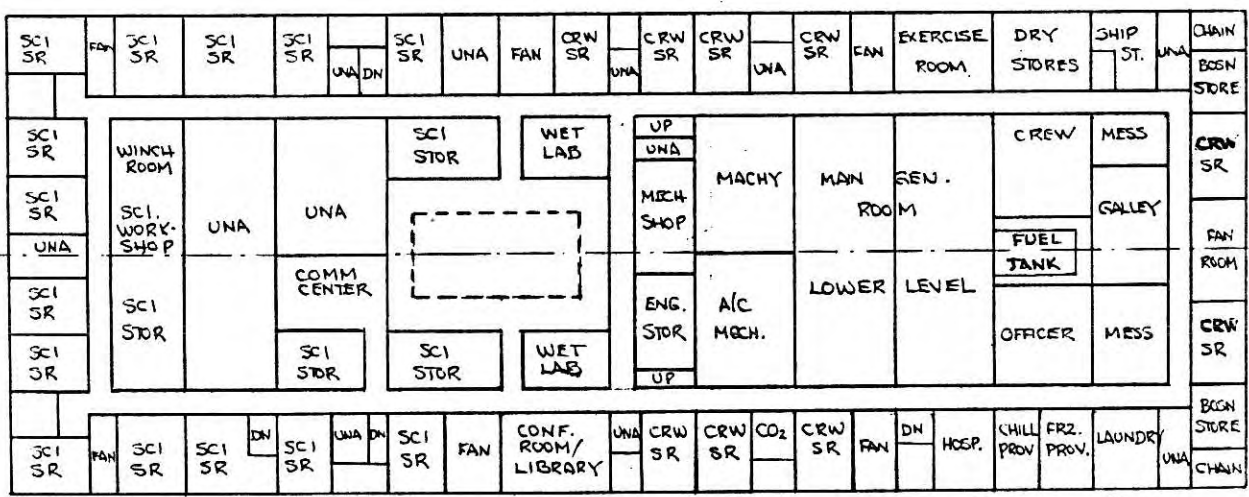 SCI
SR
FAN
SCI
SR
SCI
SR
SCI
SR
UNA
DN
SCI
SR
UNA
FAN
CRW
SR
UNA
CRW
SR
CRW
SR
UNA
CRW
SR
FAN
EXERCISE
ROOM
DRY
STORES
SHIP
ST.
UNA
CHAIN
BOSN
STORE
SCI
SR
SCI
SR
UNA
SCI
SR
SCI
SR
WINCH
ROOM
SCI.
WORK-
SHOP
SCI
STOR
UNA
UNA
COMM
CENTER
SCI
STOR
SCI
STOR
SCI
STOR
WET
LAB
WET
LAB
UP
UNA
MECH
SHOP
ENG.
STOR
UP
MACHY
A/C
MECH.
MAIN GEN.
ROOM
LOWER LEVEL
CREW
FUEL
TANK
OFFICER
MESS
GALLEY
MESS
CRW
SR
FAN
ROOM
CRW
SR
SCI
SR
FAN
SCI
SR
SCI
SR
DN
SCI
SR
UNA
DN
SCI
SR
FAN
CONF.
ROOM/
LIBRARY
UNA
CRW
SR
CRW
SR
CO2
CRW
SR
FAN
DN
HOSP.
CHILL
PROV
FRZ.
PROV.
LAUNDRY
UNA
BOSN
STORE
CHAIN